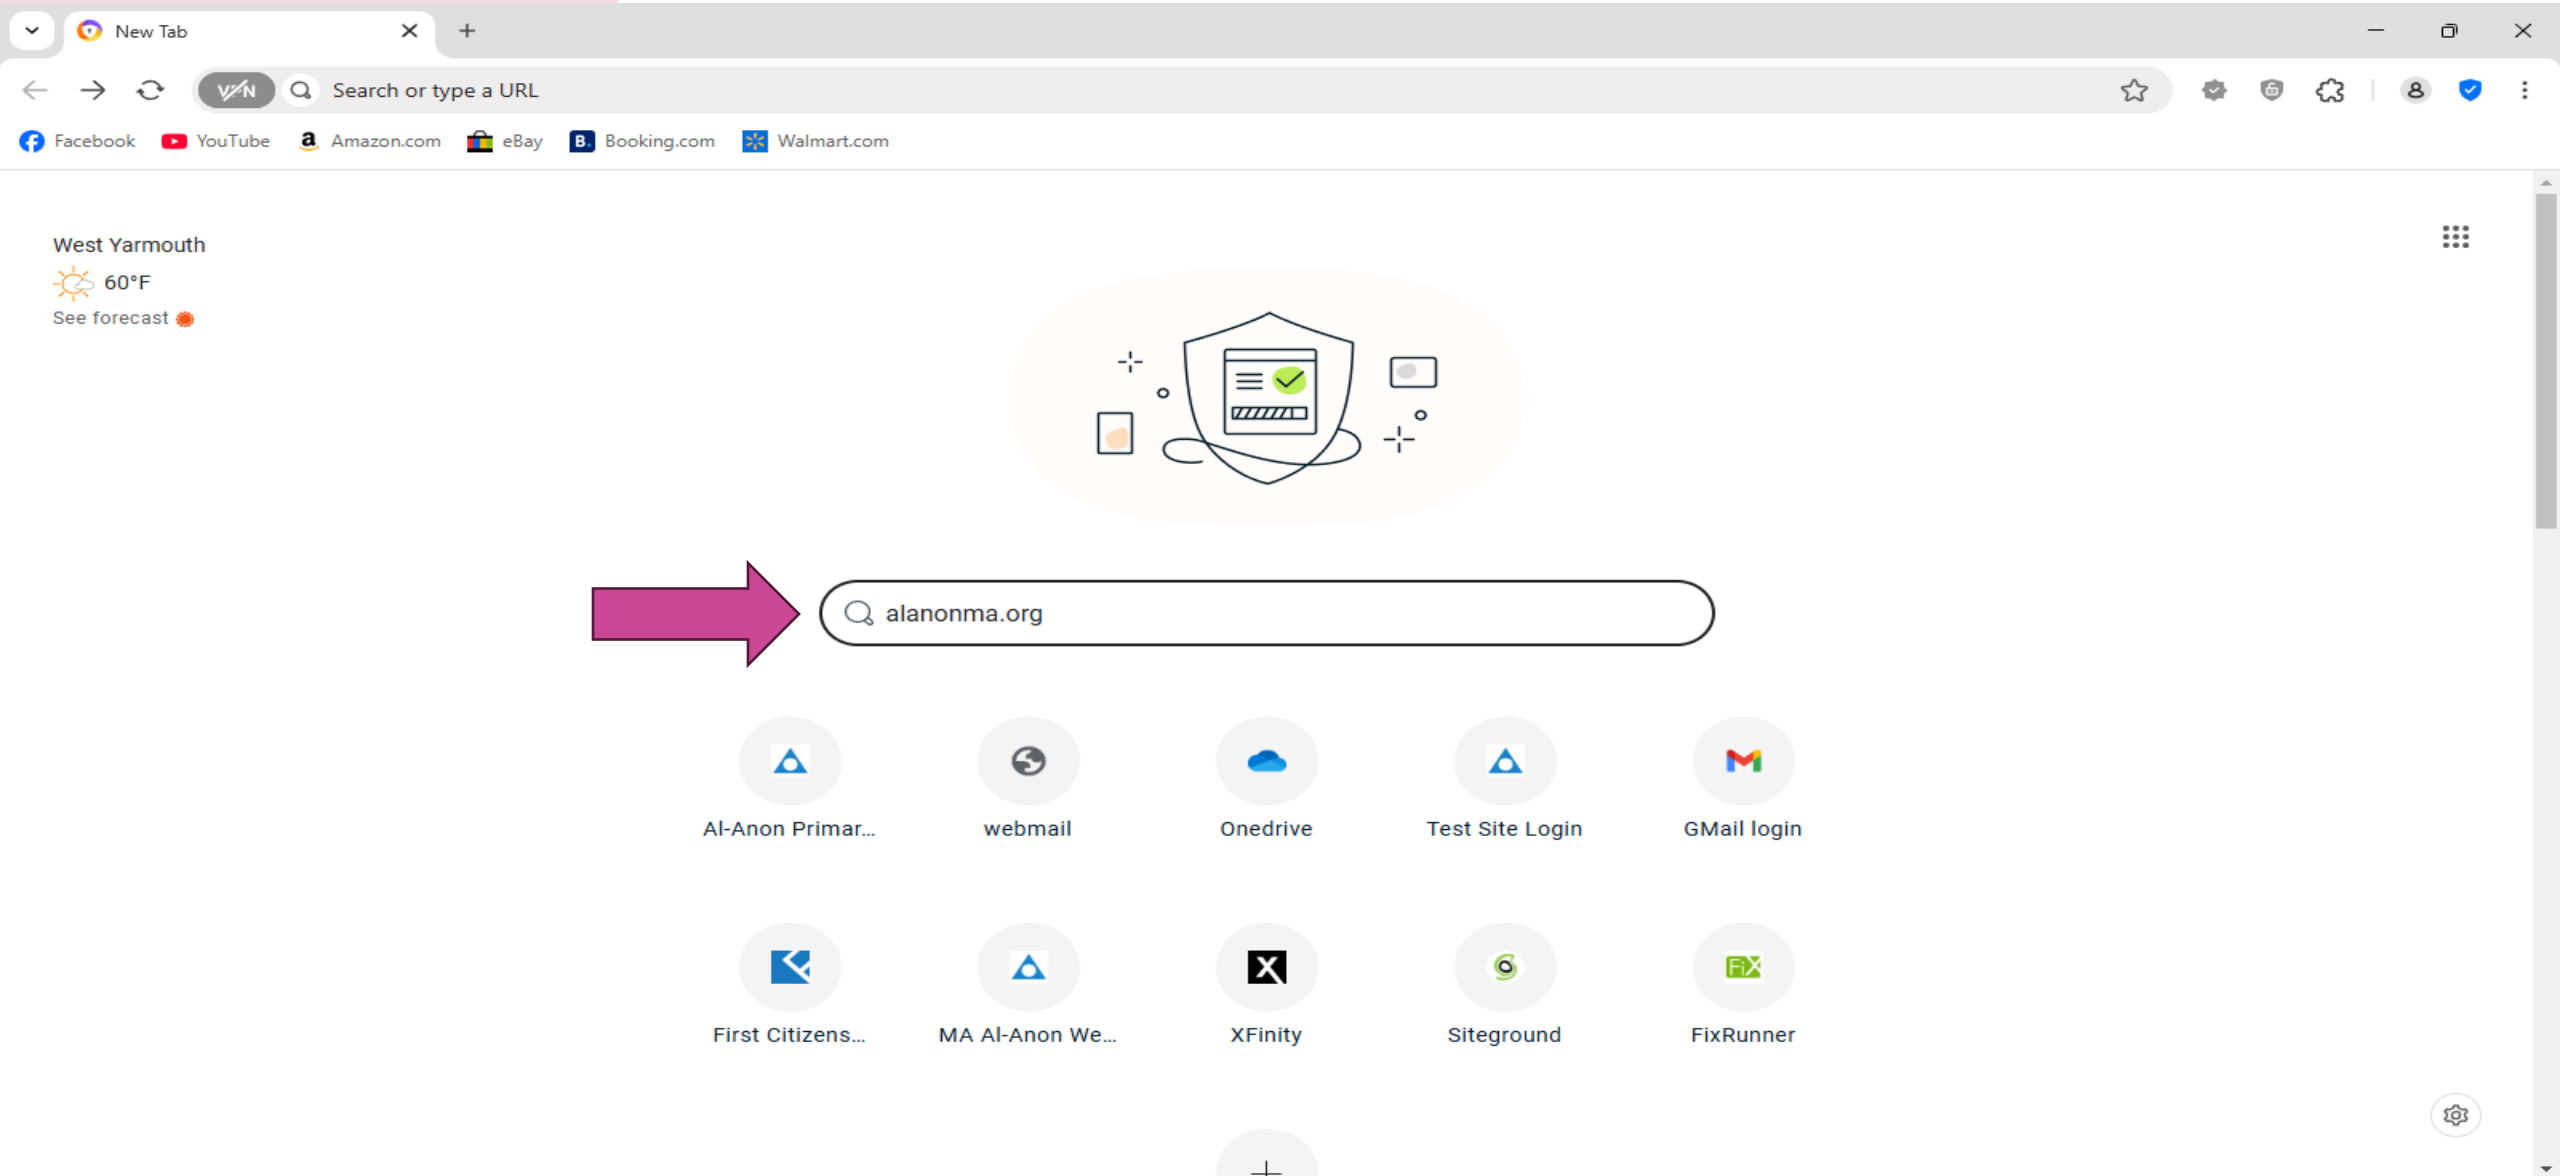 New Tab
VPN Search or type a URL
Facebook YouTube a Amazon.com eBay B. Booking.com Walmart.com
West Yarmouth
60°F
See forecast
alanonma.org
Al-Anon Primar... webmail Onedrive Test Site Login GMail login
X FiX
First Citizens... MA Al-Anon We... XFinity Siteground FixRunner